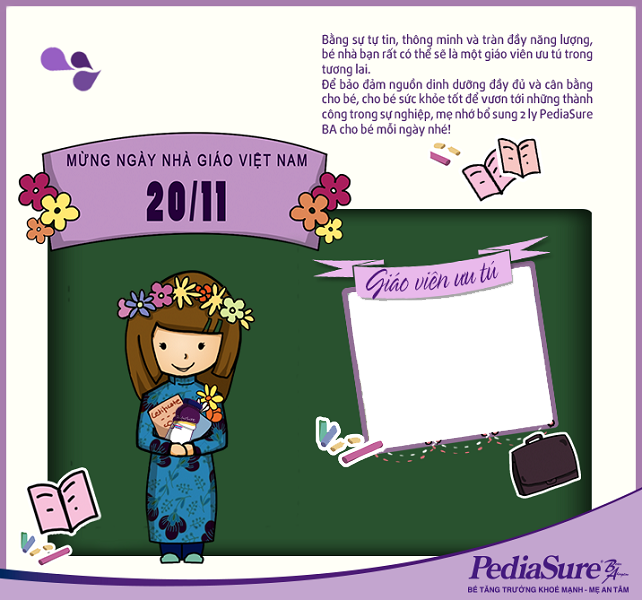 Bằng sự tự tin, thông minh và tràn đầy năng lượng,
bé nhà bạn rất có thể sẽ là một giáo viên ưu tú trong
tương lai.
Để bảo đảm nguồn dinh dưỡng đầy đủ và cân bằng
cho bé, cho bé sức khỏe tốt để vươn tới những thành
công trong sự nghiệp, mẹ nhớ bổ sung 2 ly PediaSure
BA cho bé mỗi ngày nhé!
MỪNG NGÀY NHÀ GIÁO VIỆT NAM
20/11
Giáo viên ưu tú
Certificate
PediaSure BA
BÉ TĂNG TRƯỞNG KHOẺ MẠNH - MẸ AN TÂM